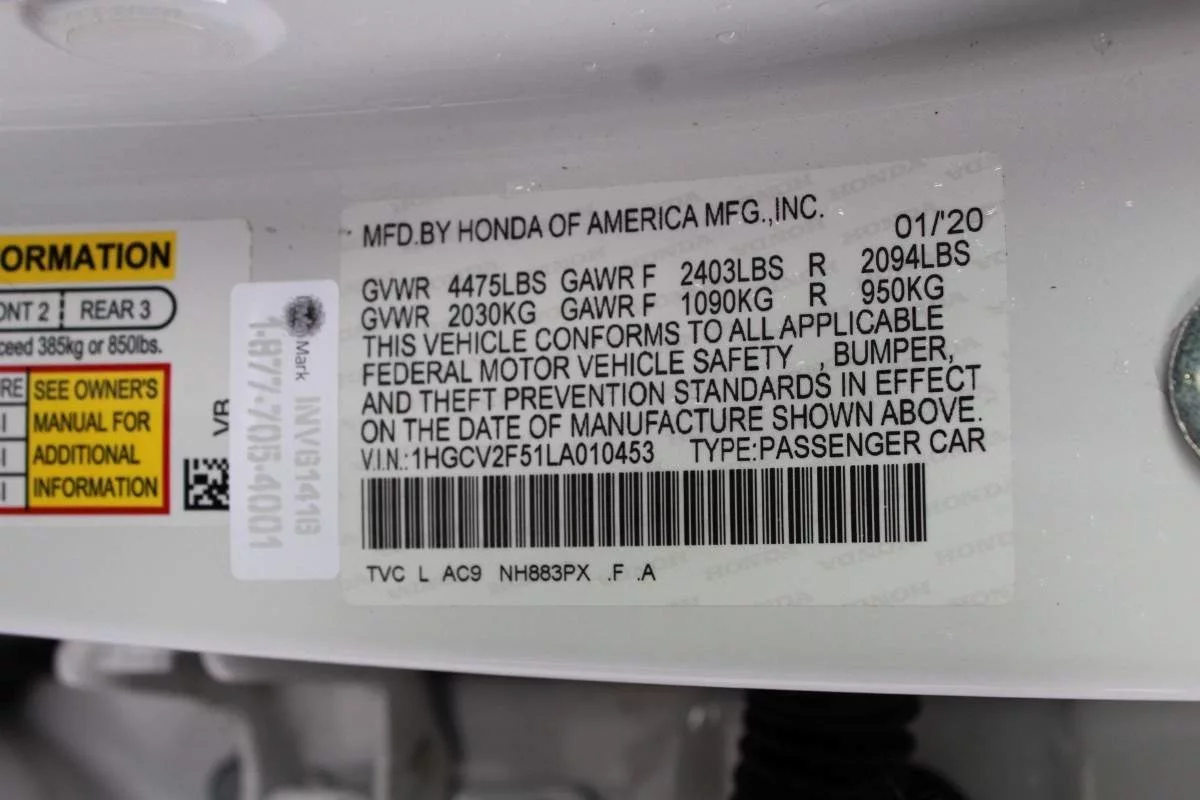 ORMATION
ONT 2 REAR 3
ceed 385kg or 850lbs.
SEE OWNER'S
MANUAL FOR
ADDITIONAL
INFORMATION
1-877-705-4001
Mark INV61416
MFD.BY HONDA OF AMERICA MFG.,INC. 01/'20
GVWR 4475LBS GAWR F 2403LBS R 2094LBS
GVWR 2030KG GAWR F 1090KG R 950KG
THIS VEHICLE CONFORMS TO ALL APPLICABLE
FEDERAL MOTOR VEHICLE SAFETY , BUMPER,
AND THEFT PREVENTION STANDARDS IN EFFECT
ON THE DATE OF MANUFACTURE SHOWN ABOVE.
V.I.N.:1HGCV2F51LA010453 TYPE:PASSENGER CAR
TVC L AC9 NH883PX .F .A